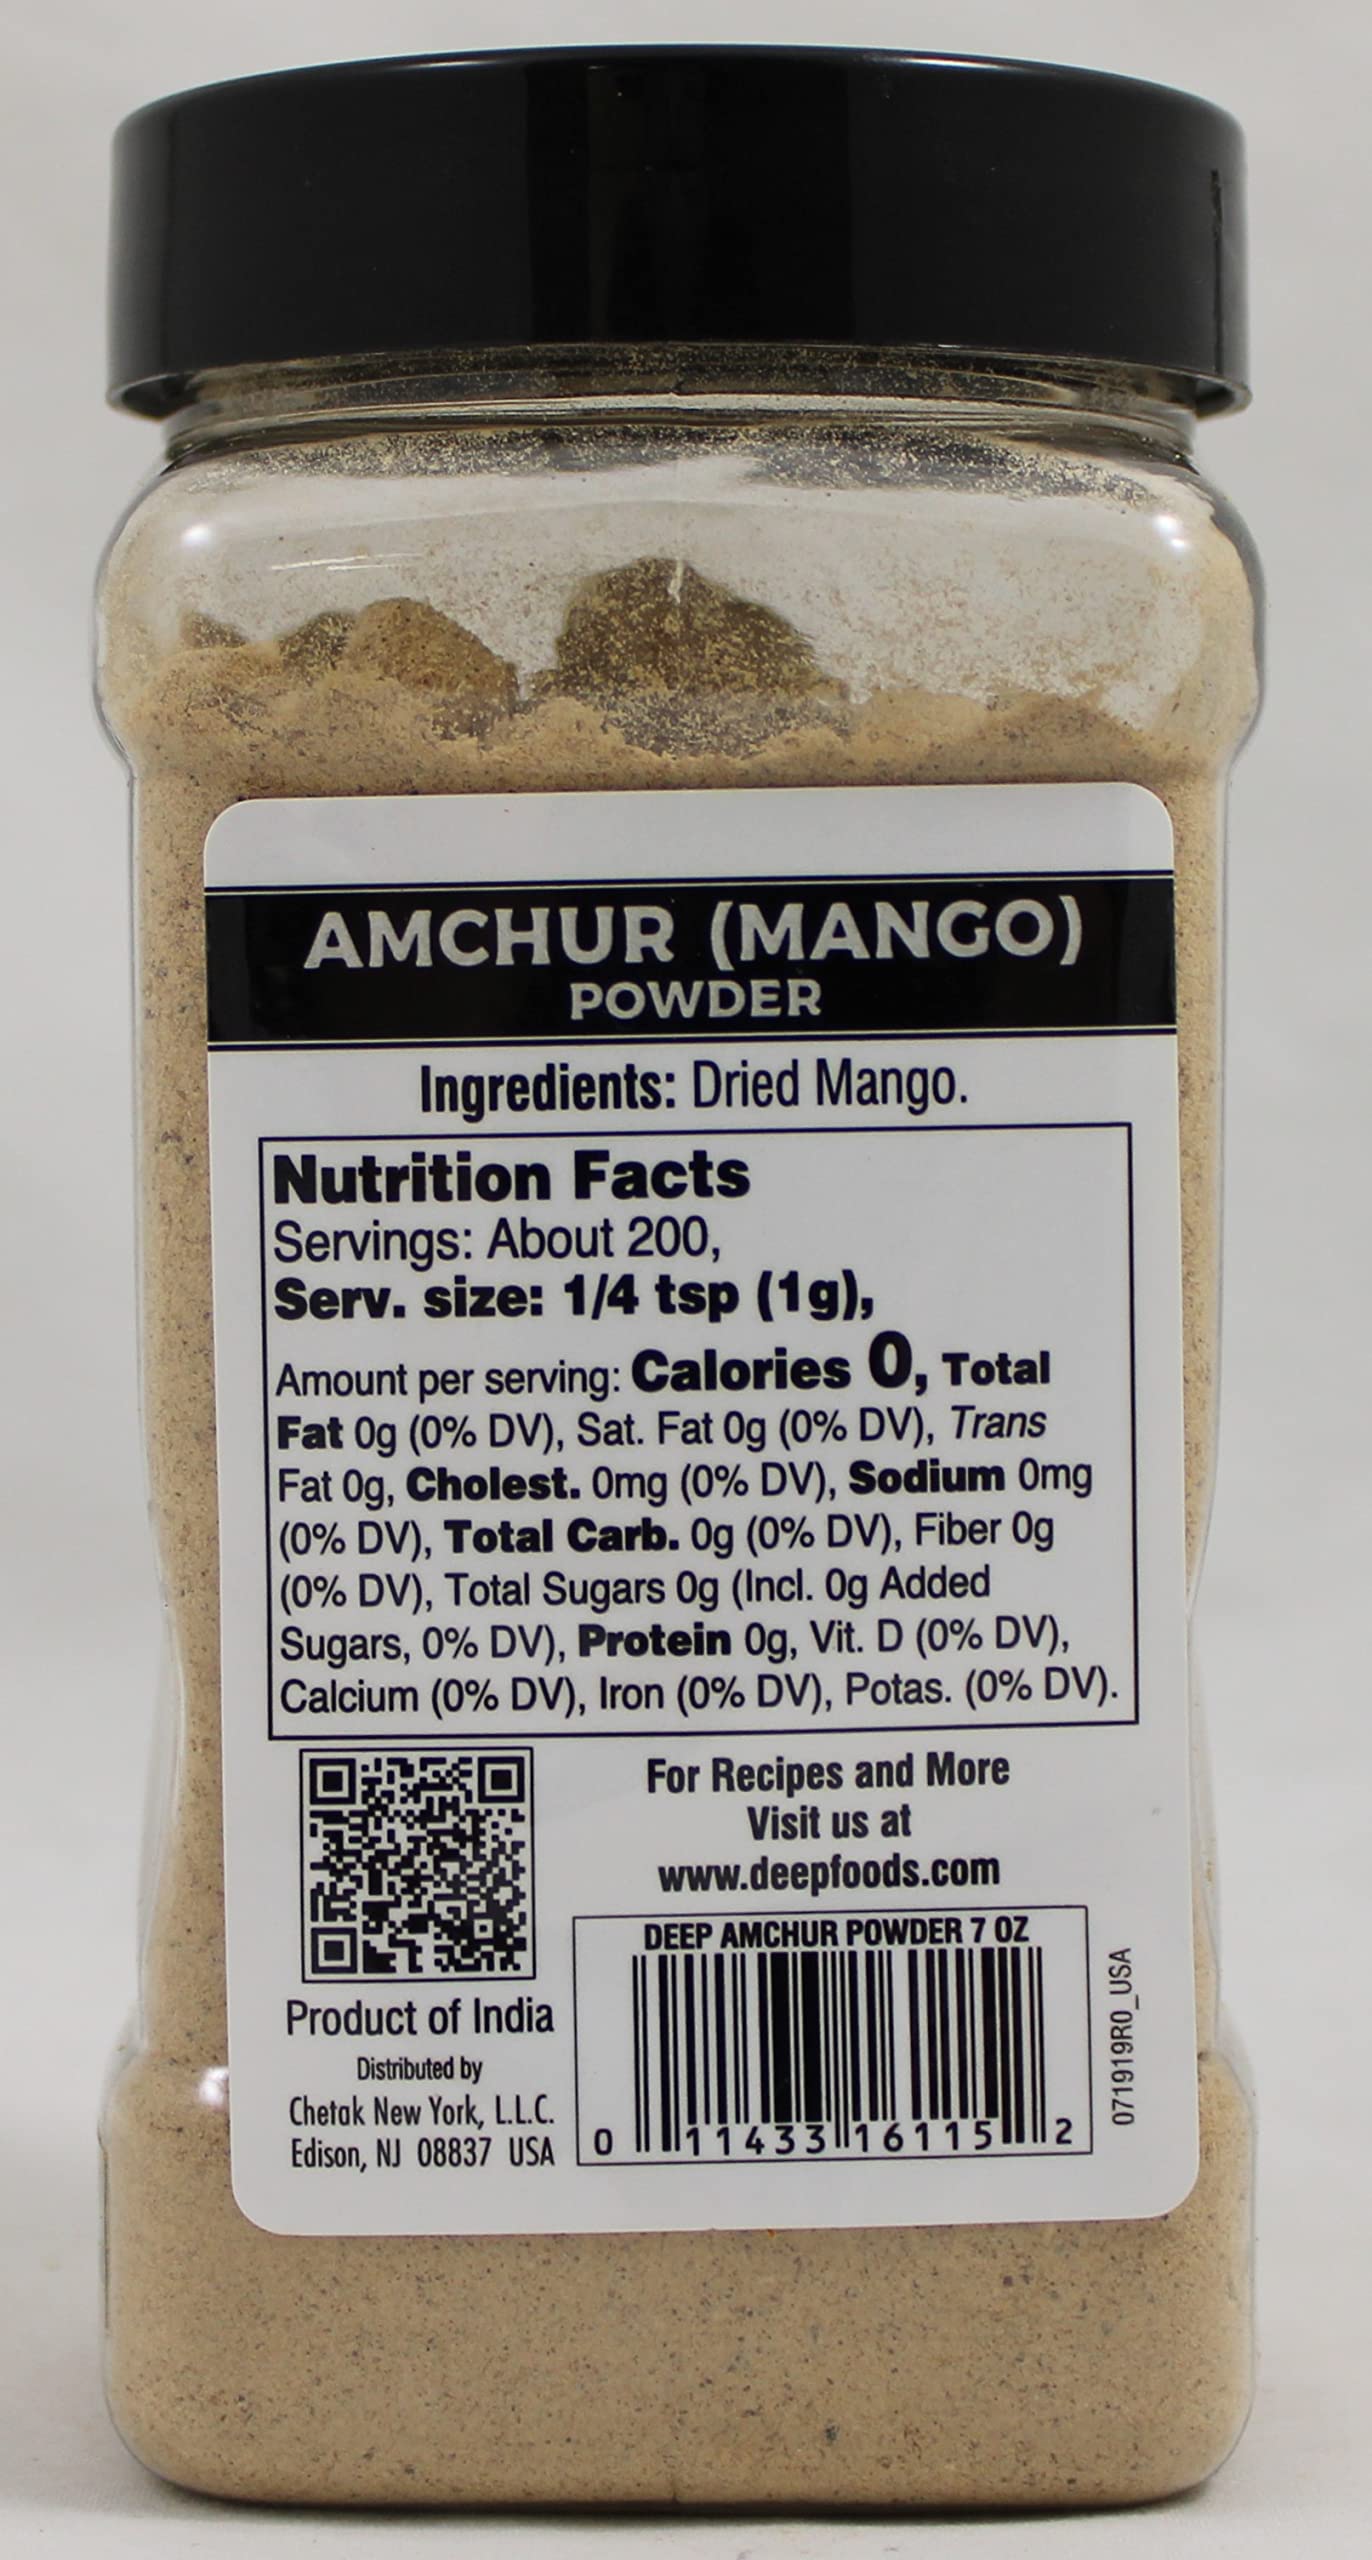 AMCHUR (MANGO)
POWDER
Ingredients: Dried Mango.
Nutrition Facts
Servings: About 200,
Serv. size: 1/4 tsp (1g),
Amount per serving: Calories 0, Total
Fat 0g (0% DV), Sat. Fat 0g (0% DV), Trans
Fat 0g, Cholest. 0mg (0% DV), Sodium 0mg
(0% DV), Total Carb. 0g (0% DV), Fiber 0g
(0% DV), Total Sugars 0g (Incl. 0g Added
Sugars, 0% DV), Protein 0g, Vit. D (0% DV),
Calcium (0% DV), Iron (0% DV), Potas. (0% DV).
For Recipes and More
Visit us at
www.deepfoods.com
DEEP AMCHUR POWDER 7 OZ
0 11433 16115 2
071919R0_USA
Product of India
Distributed by
Chetak New York, L.L.C.
Edison, NJ 08837 USA